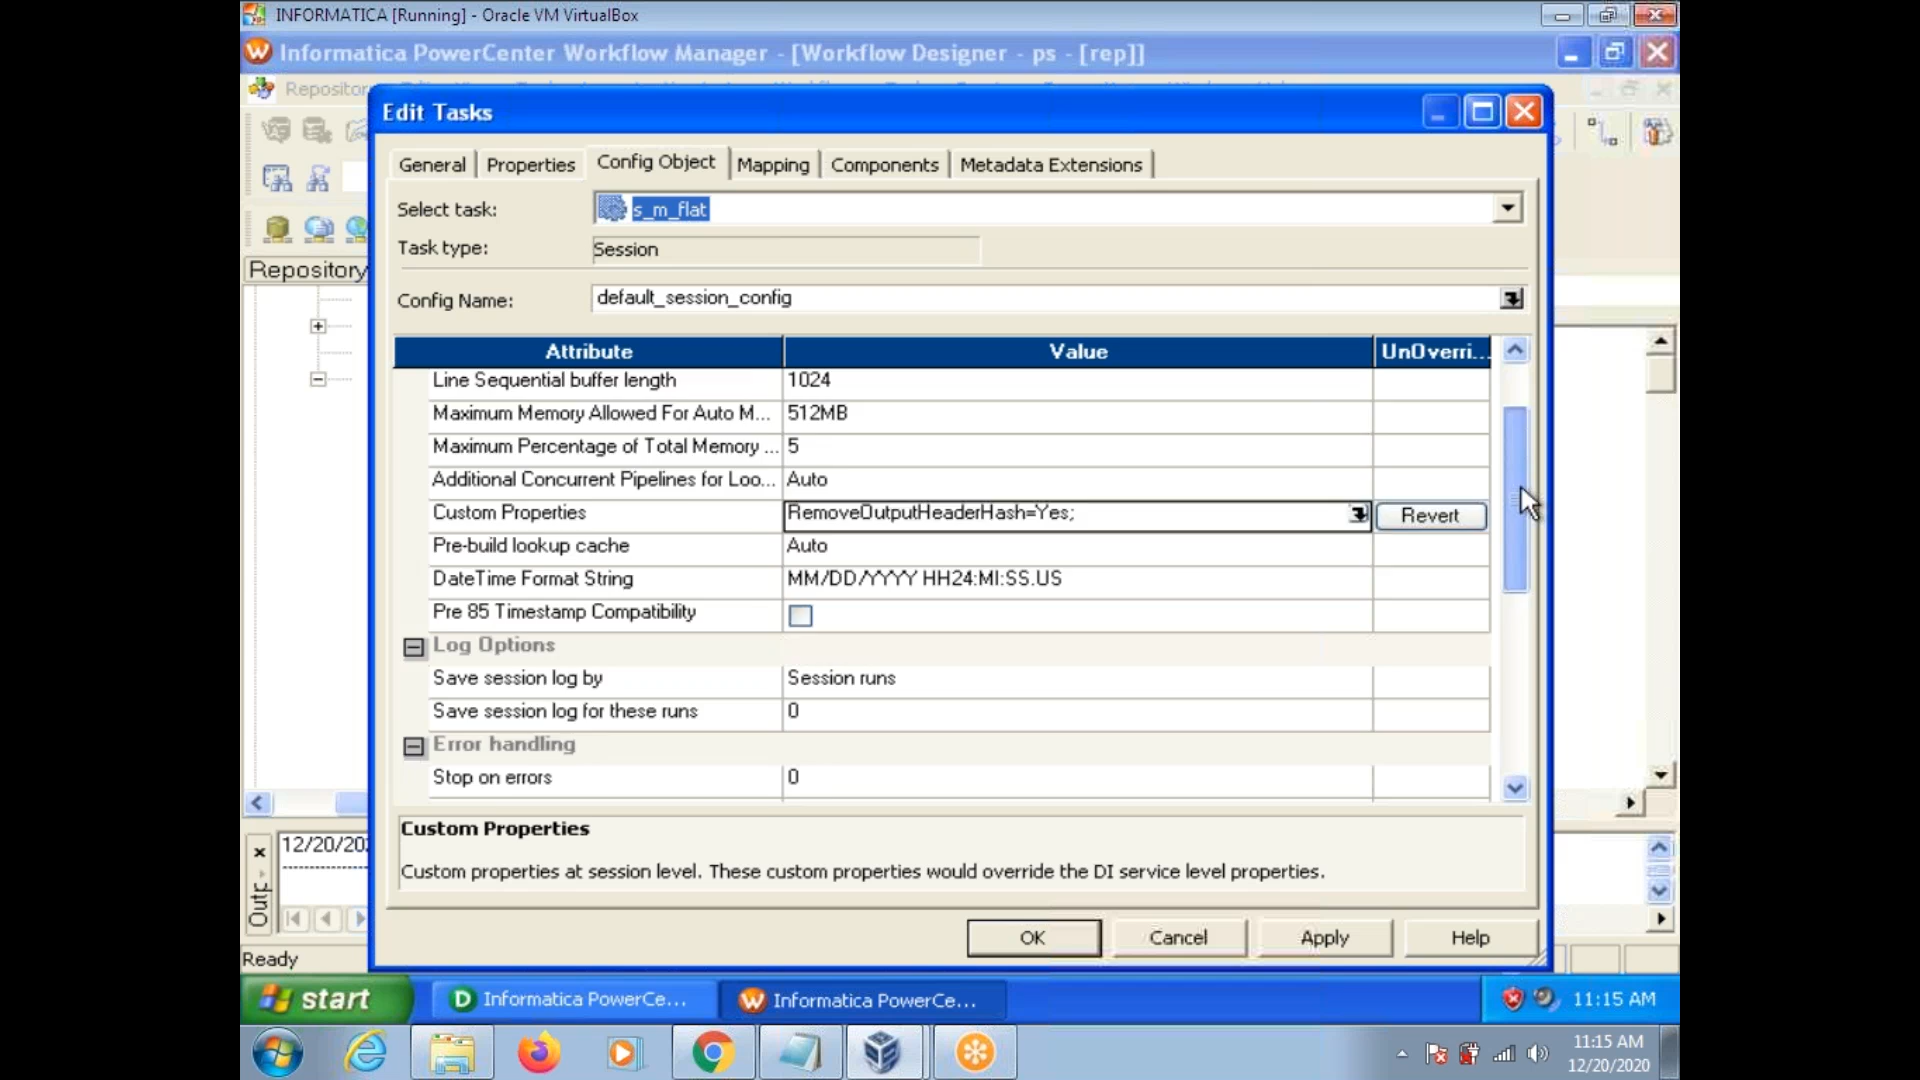 INFORMATICA [Running] - Oracle VM VirtualBox
Informatica PowerCenter Workflow Manager - [Workflow Designer - ps - [rep]]
Repository
Edit Tasks
General Properties Config Object Mapping Components Metadata Extensions
Select task: s_m_flat
Task type: Session
Repository
Config Name: default_session_config
Attribute Value UnOverri...
Line Sequential buffer length 1024
Maximum Memory Allowed For Auto M... 512MB
Maximum Percentage of Total Memory ... 5
Additional Concurrent Pipelines for Loo... Auto
Custom Properties RemoveOutputHeaderHash=Yes; Revert
Pre-build lookup cache Auto
DateTime Format String MM/DD/YYYY HH24:MI:SS.US
Pre 85 Timestamp Compatibility
Log Options
Save session log by Session runs
Save session log for these runs 0
Error handling
Stop on errors 0
Custom Properties
12/20/202
Custom properties at session level. These custom properties would override the DI service level properties.
Outp
OK Cancel Apply Help
Ready
start Informatica PowerCe... Informatica PowerCe... 11:15 AM
11:15 AM
12/20/2020